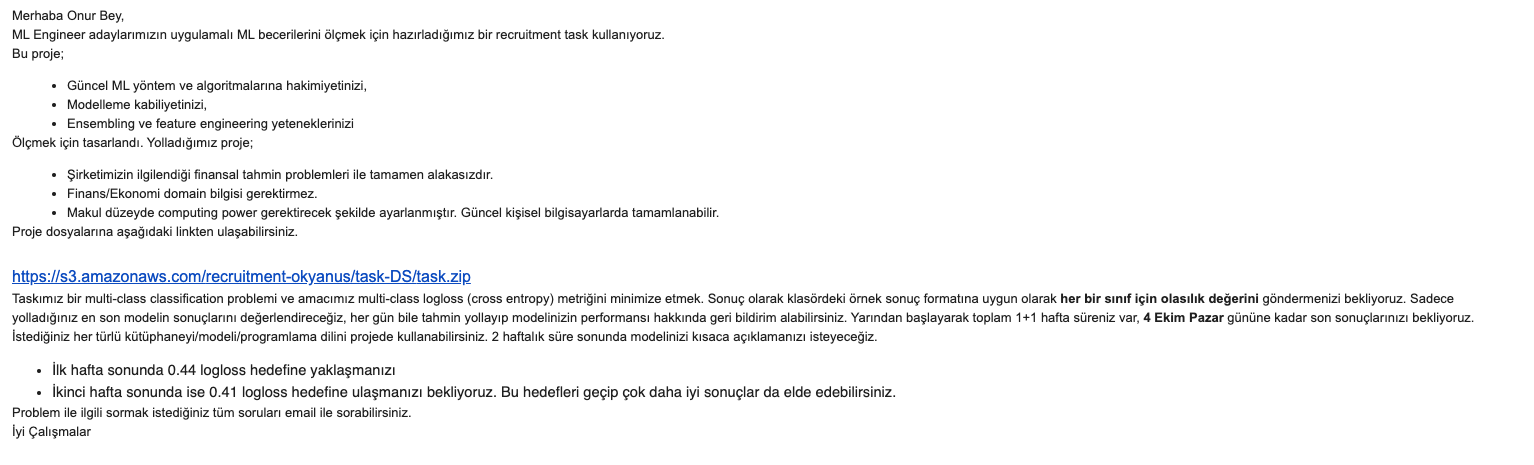 Merhaba Onur Bey,
ML Engineer adaylarımızın uygulamalı ML becerilerini ölçmek için hazırladığımız bir recruitment task kullanıyoruz.
Bu proje;
• Güncel ML yöntem ve algoritmalarına hakimiyetinizi,
• Modelleme kabiliyetinizi,
• Ensembling ve feature engineering yeteneklerinizi
Ölçmek için tasarlandı. Yolladığımız proje;
• Şirketimizin ilgilendiği finansal tahmin problemleri ile tamamen alakasızdır.
• Finans/Ekonomi domain bilgisi gerektirmez.
• Makul düzeyde computing power gerektirecek şekilde ayarlanmıştır. Güncel kişisel bilgisayarlarda tamamlanabilir.
Proje dosyalarına aşağıdaki linkten ulaşabilirsiniz.
https://s3.amazonaws.com/recruitment-okyanus/task-DS/task.zip
Taskımız bir multi-class classification problemi ve amacımız multi-class logloss (cross entropy) metriğini minimize etmek. Sonuç olarak klasördeki örnek sonuç formatına uygun olarak her bir sınıf için olasılık değerini göndermenizi bekliyoruz. Sadece
yolladığınız en son modelin sonuçlarını değerlendireceğiz, her gün bile tahmin yollayıp modelinizin performansı hakkında geri bildirim alabilirsiniz. Yarından başlayarak toplam 1+1 hafta süreniz var, 4 Ekim Pazar gününe kadar son sonuçlarınızı bekliyoruz.
İstediğiniz her türlü kütüphaneyi/modeli/programlama dilini projede kullanabilirsiniz. 2 haftalık süre sonunda modelinizi kısaca açıklamanızı isteyeceğiz.
• İlk hafta sonunda 0.44 logloss hedefine yaklaşmanızı
• İkinci hafta sonunda ise 0.41 logloss hedefine ulaşmanızı bekliyoruz. Bu hedefleri geçip çok daha iyi sonuçlar da elde edebilirsiniz.
Problem ile ilgili sormak istediğiniz tüm soruları email ile sorabilirsiniz.
İyi Çalışmalar